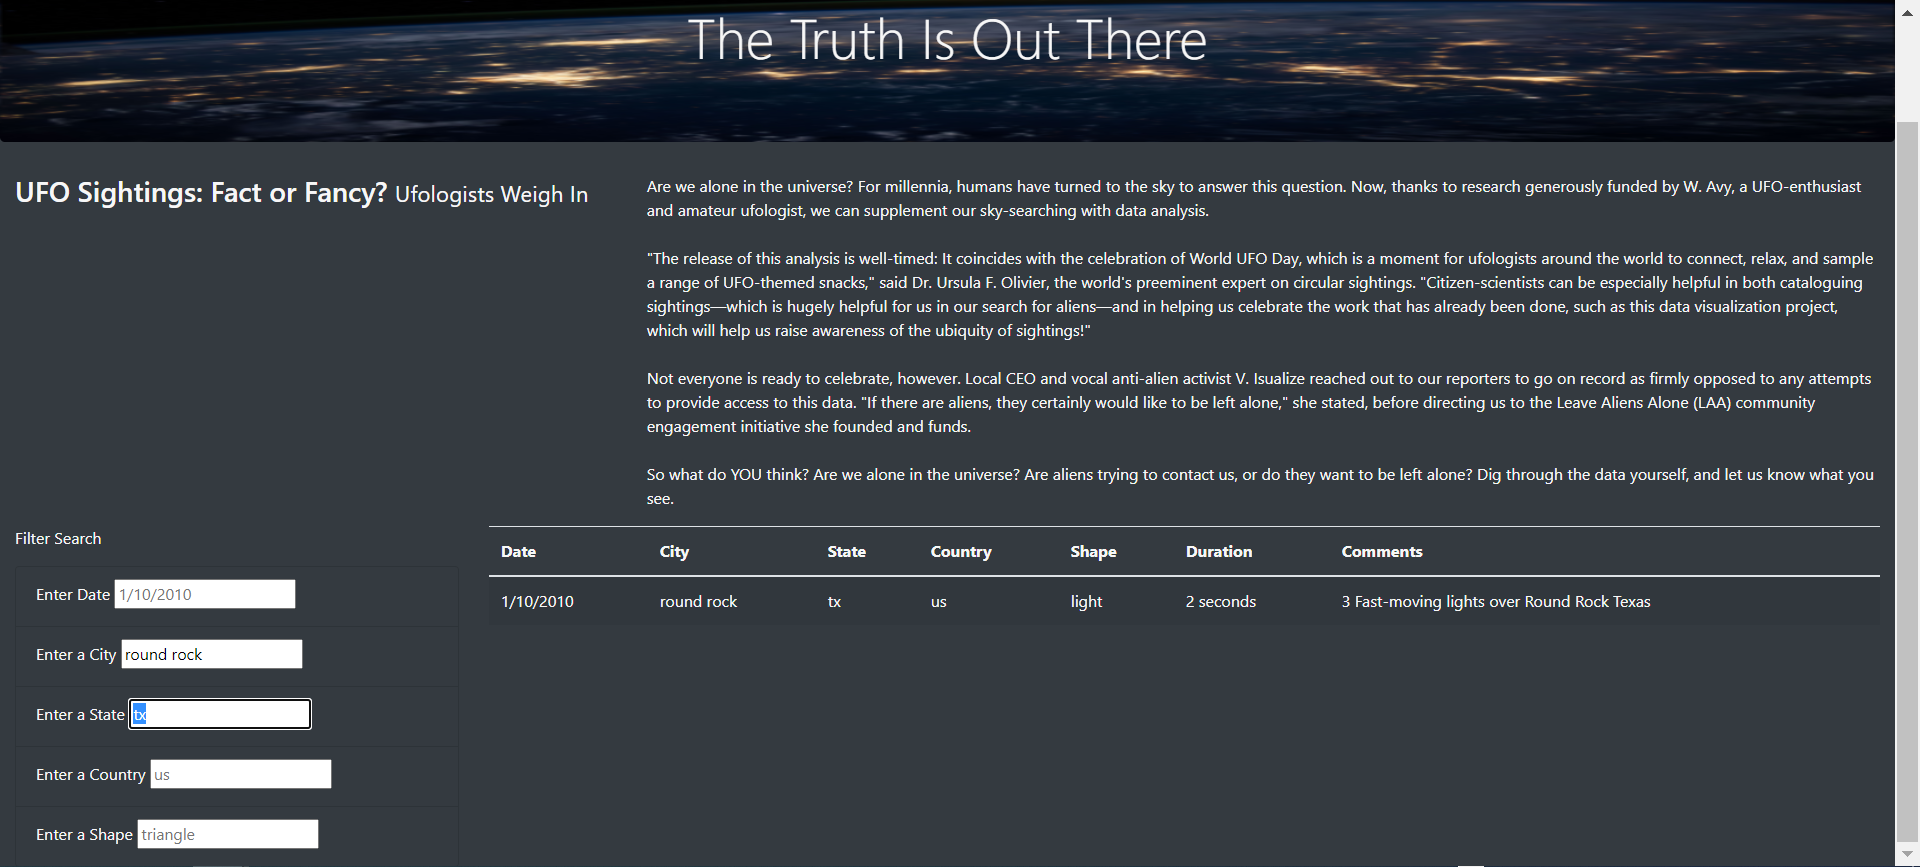 The Truth Is Out There
UFO Sightings: Fact or Fancy? Ufologists Weigh In
Are we alone in the universe? For millennia, humans have turned to the sky to answer this question. Now, thanks to research generously funded by W. Avy, a UFO-enthusiast
and amateur ufologist, we can supplement our sky-searching with data analysis.
"The release of this analysis is well-timed: It coincides with the celebration of World UFO Day, which is a moment for ufologists around the world to connect, relax, and sample
a range of UFO-themed snacks," said Dr. Ursula F. Olivier, the world's preeminent expert on circular sightings. "Citizen-scientists can be especially helpful in both cataloguing
sightings—which is hugely helpful for us in our search for aliens—and in helping us celebrate the work that has already been done, such as this data visualization project,
which will help us raise awareness of the ubiquity of sightings!"
Not everyone is ready to celebrate, however. Local CEO and vocal anti-alien activist V. Isualize reached out to our reporters to go on record as firmly opposed to any attempts
to provide access to this data. "If there are aliens, they certainly would like to be left alone," she stated, before directing us to the Leave Aliens Alone (LAA) community
engagement initiative she founded and funds.
So what do YOU think? Are we alone in the universe? Are aliens trying to contact us, or do they want to be left alone? Dig through the data yourself, and let us know what you
see.
Filter Search
Enter Date 1/10/2010
Enter a City round rock
Enter a State tx
Enter a Country us
Enter a Shape triangle
Date City State Country Shape Duration Comments
1/10/2010 round rock tx us light 2 seconds 3 Fast-moving lights over Round Rock Texas